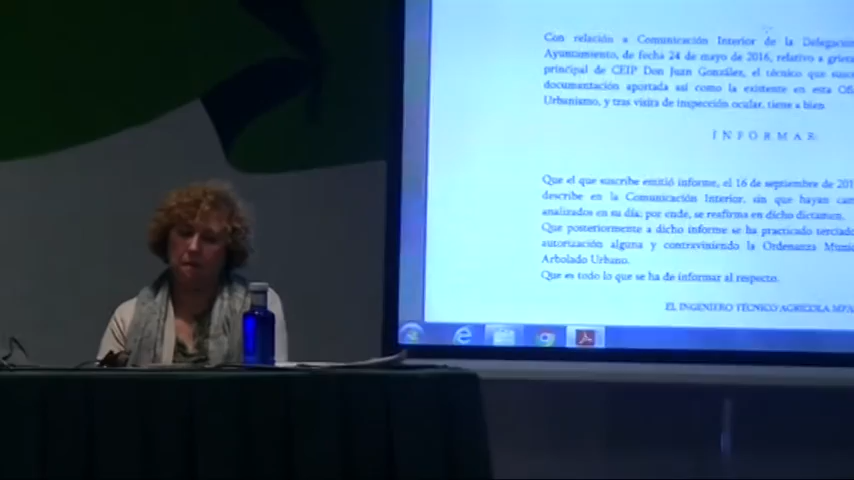 Con relación a Comunicación Interior de la Delegación
Ayuntamiento, de fecha 24 de mayo de 2016, relativo a
principal de CEIP Don Juan González, el técnico que
documentación aportada así como la existente en esta
Urbanismo, y tras visita de inspección ocular, tiene a bien
INFORMAR
Que el que suscribe emitió informe, el 16 de septiembre de 201
describe en la Comunicación Interior, sin que hayan
analizados en su día; por ende, se reafirma en dicho dictamen.
Que posteriormente a dicho informe se ha practicado terciado
autorización alguna y contraviniendo la Ordenanza
Arbolado Urbano.
Que es todo lo que se ha de informar al respecto.
EL INGENIERO TÉCNICO AGRÍCOLA